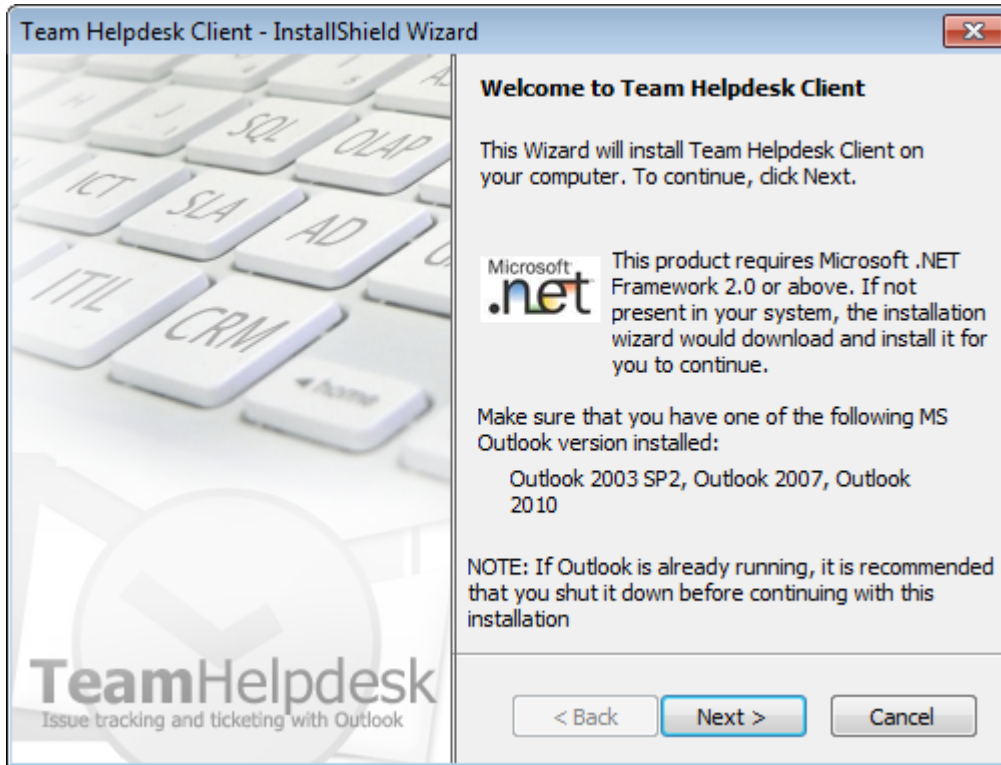 Team Helpdesk Client - InstallShield Wizard
SQL
OLAP
ICT
SLA
AD
ITIL
CRM
home
TeamHelpdesk
Issue tracking and ticketing with Outlook
Welcome to Team Helpdesk Client
This Wizard will install Team Helpdesk Client on
your computer. To continue, click Next.
Microsoft
.net
This product requires Microsoft .NET
Framework 2.0 or above. If not
present in your system, the installation
wizard would download and install it for
you to continue.
Make sure that you have one of the following MS
Outlook version installed:
Outlook 2003 SP2, Outlook 2007, Outlook
2010
NOTE: If Outlook is already running, it is recommended
that you shut it down before continuing with this
installation
< Back
Next >
Cancel